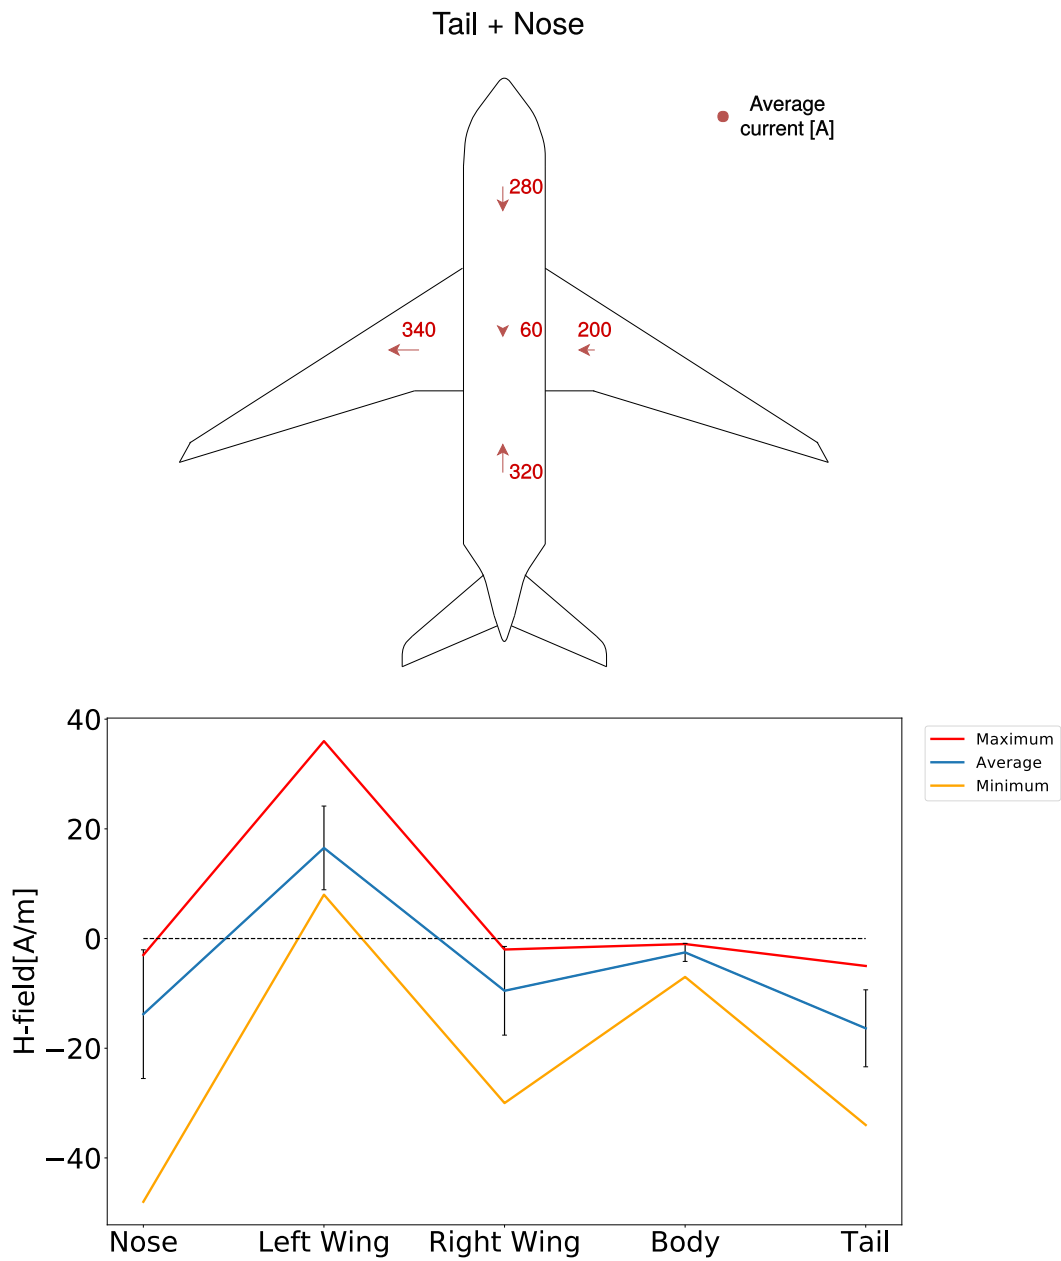 Tail + Nose
Average
current [A]
280
340
60
200
320
40
20
0
−20
−40
H-field[A/m]
Nose
Left Wing
Right Wing
Body
Tail
Maximum
Average
Minimum